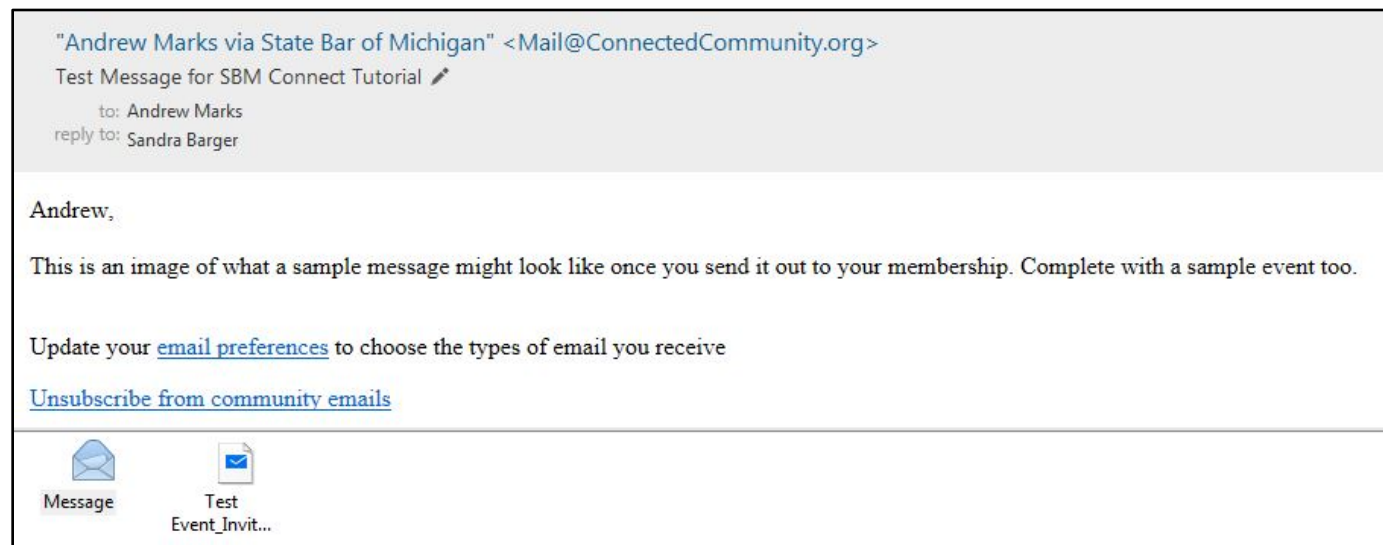 "Andrew Marks via State Bar of Michigan" <Mail@ConnectedCommunity.org>
Test Message for SBM Connect Tutorial
to: Andrew Marks
reply to: Sandra Barger
Andrew,
This is an image of what a sample message might look like once you send it out to your membership. Complete with a sample event too.
Update your email preferences to choose the types of email you receive
Unsubscribe from community emails
Message
Test
Event_Invit...